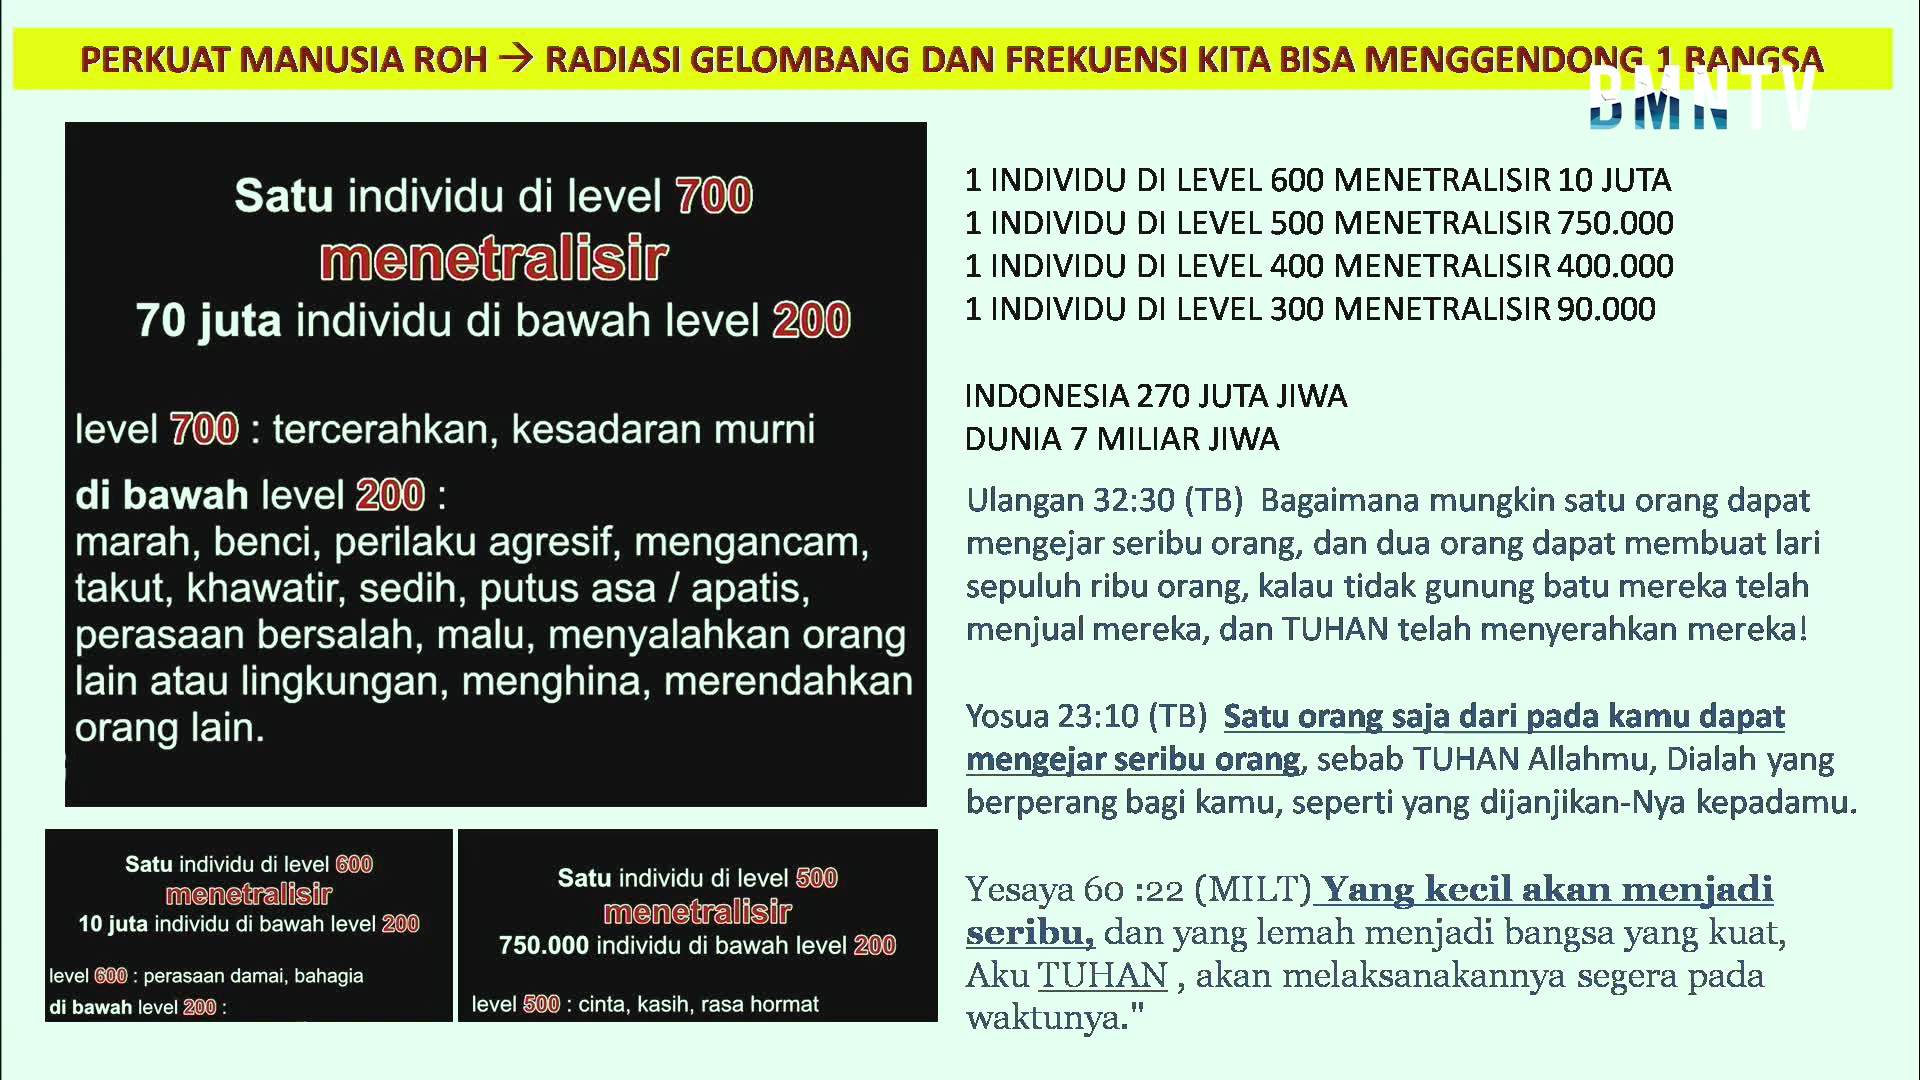 PERKUAT MANUSIA ROH → RADIASI GELOMBANG DAN FREKUENSI KITA BISA MENGGENDONG 1 BANGSA
BMNTV
Satu individu di level 700
menetralisir
70 juta individu di bawah level 200
level 700 : tercerahkan, kesadaran murni
di bawah level 200 :
marah, benci, perilaku agresif, mengancam,
takut, khawatir, sedih, putus asa / apatis,
perasaan bersalah, malu, menyalahkan orang
lain atau lingkungan, menghina, merendahkan
orang lain.
Satu individu di level 600
menetralisir
10 juta individu di bawah level 200
level 600 : perasaan damai, bahagia
di bawah level 200 :
Satu individu di level 500
menetralisir
750.000 individu di bawah level 200
level 500 : cinta, kasih, rasa hormat
1 INDIVIDU DI LEVEL 600 MENETRALISIR 10 JUTA
1 INDIVIDU DI LEVEL 500 MENETRALISIR 750.000
1 INDIVIDU DI LEVEL 400 MENETRALISIR 400.000
1 INDIVIDU DI LEVEL 300 MENETRALISIR 90.000
INDONESIA 270 JUTA JIWA
DUNIA 7 MILIAR JIWA
Ulangan 32:30 (TB) Bagaimana mungkin satu orang dapat
mengejar seribu orang, dan dua orang dapat membuat lari
sepuluh ribu orang, kalau tidak gunung batu mereka telah
menjual mereka, dan TUHAN telah menyerahkan mereka!
Yosua 23:10 (TB) Satu orang saja dari pada kamu dapat
mengejar seribu orang, sebab TUHAN Allahmu, Dialah yang
berperang bagi kamu, seperti yang dijanjikan-Nya kepadamu.
Yesaya 60 :22 (MILT) Yang kecil akan menjadi
seribu, dan yang lemah menjadi bangsa yang kuat,
Aku TUHAN , akan melaksanakannya segera pada
waktunya."